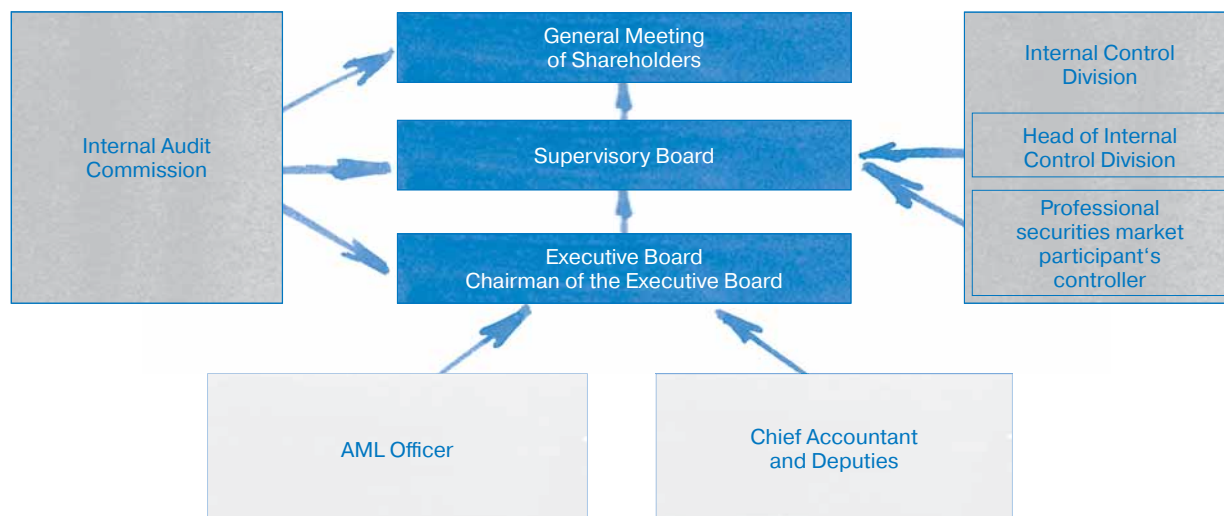 General Meeting
of Shareholders
Internal Control
Division
Internal Audit
Commission
Supervisory Board
Head of Internal
Control Division
Professional
securities market
participant‘s
controller
Executive Board
Chairman of the Executive Board
AML Officer
Chief Accountant
and Deputies